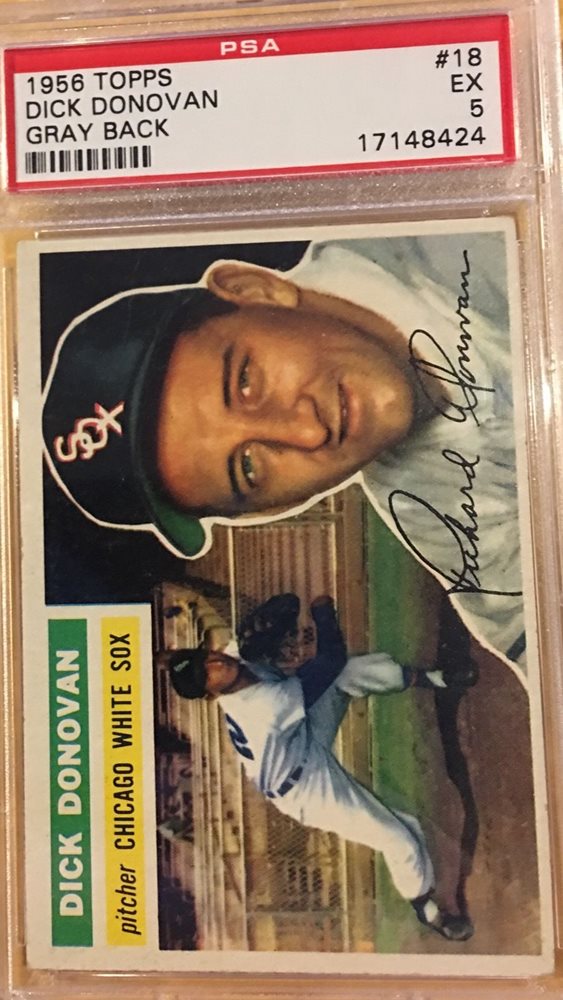 PSA
1956 TOPPS #18
DICK DONOVAN EX
GRAY BACK 5
17148424
SOX
Richard Donovan
DICK DONOVAN
pitcher CHICAGO WHITE SOX